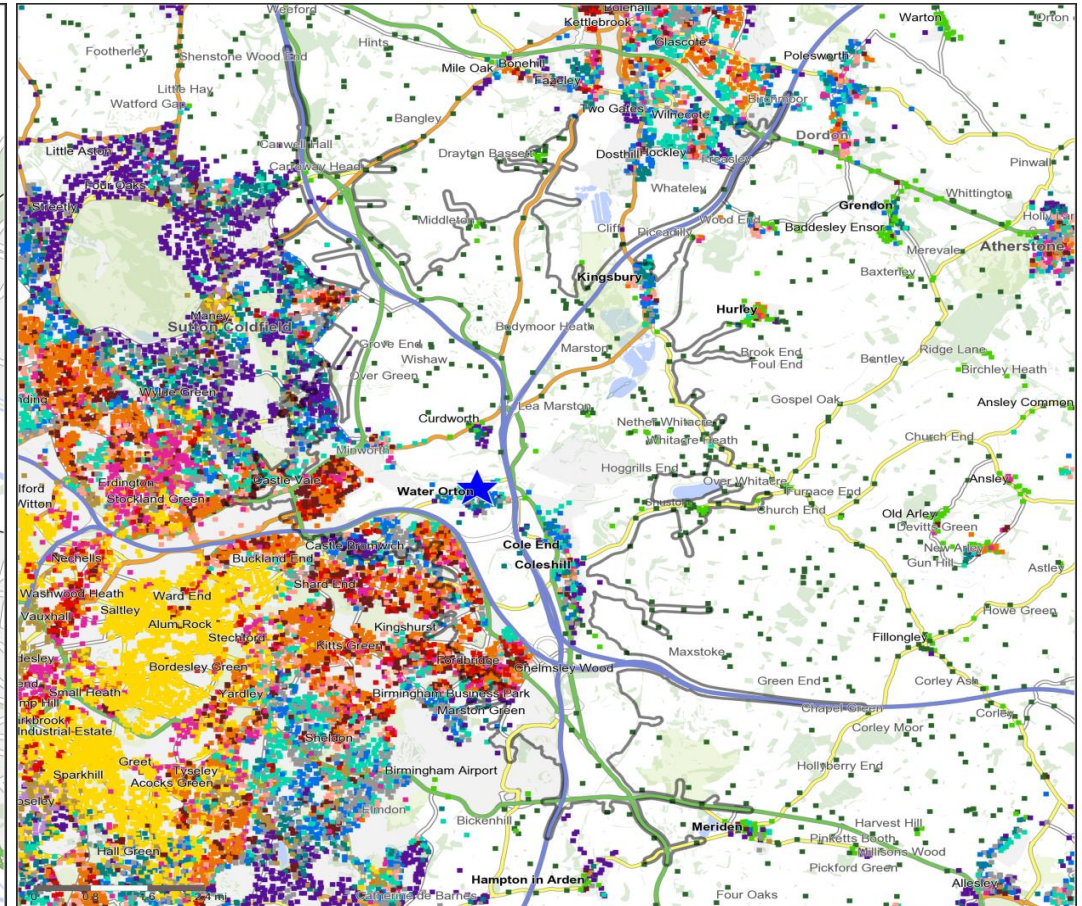 Weeford
Bolehall
Kettlebrook
Warton
Footherley
Shenstone Wood End
Hints
Glascote
Polesworth
Mile Oak
Bonehill
Fazeley
Little Hay
Watford Gap
Bangley
Two Gates
Wilnecote
Birchmoor
Dordon
Little Aston
Canwell Hall
Carroway Head
Drayton Bassett
Dosthill
Hockley
Freasley
Pinwall
Four Oaks
Streetly
Whateley
Whittington
Middleton
Cliff
Piccadilly
Wood End
Baddesley Ensor
Grendon
Merevale
Atherstone
Baxterley
Kingsbury
Maney
Sutton Coldfield
Hurley
Bodymoor Heath
Grove End
Wishaw
Marston
Brook End
Foul End
Bentley
Ridge Lane
Birchley Heath
Over Green
Wylde Green
Curdworth
Lea Marston
Gospel Oak
Ansley Common
Nether Whitacre
Whitacre Heath
Church End
Minworth
Hoggrills End
Erdington
Stockland Green
Castle Vale
Water Orton
Over Whitacre
Furnace End
Ansley
Witton
Shustoke
Church End
Old Arley
Devitts Green
New Arley
Gun Hill
Astley
Nechells
Buckland End
Castle Bromwich
Cole End
Coleshill
Washwood Heath
Ward End
Shard End
Vauxhall
Saltley
Alum Rock
Kingshurst
Howe Green
Stechford
Kitts Green
Fillongley
Bordesley Green
Fordbridge
Chelmsley Wood
Maxstoke
Small Heath
Yardley
Birmingham Business Park
Marston Green
Green End
Corley Ash
Chapel Green
Corley
Industrial Estate
Sheldon
Corley Moor
Greet
Tyseley
Sparkhill
Acocks Green
Birmingham Airport
Hollyberry End
Elmdon
Bickenhill
Meriden
Harvest Hill
Pinketts Booth
Millisons Wood
Hall Green
Pickford Green
Hampton in Arden
Allesley
Catherine de Barnes
Four Oaks